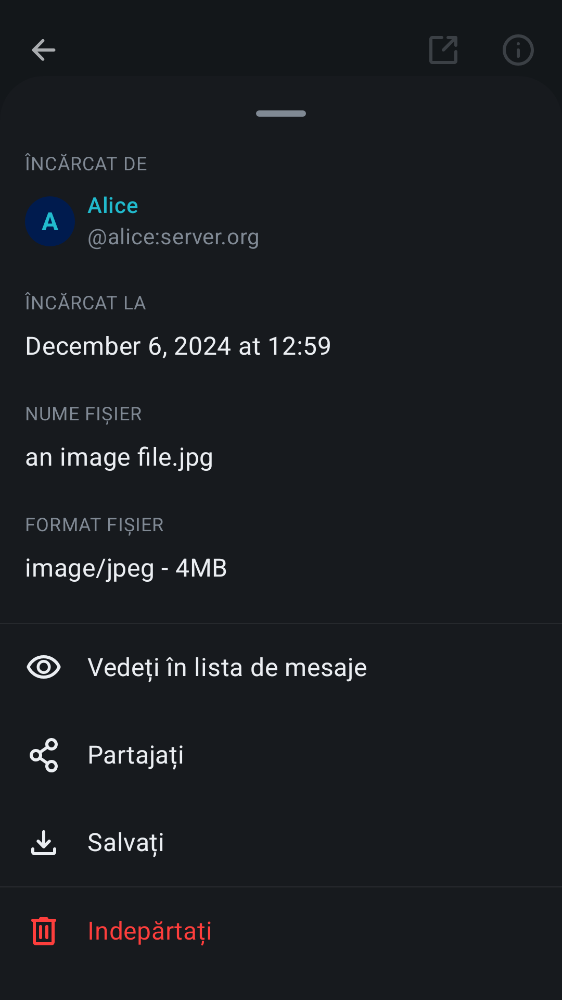 ÎNCĂRCAT DE
A
Alice
@alice:server.org
ÎNCĂRCAT LA
December 6, 2024 at 12:59
NUME FIȘIER
an image file.jpg
FORMAT FIȘIER
image/jpeg - 4MB
Vedeți în lista de mesaje
Partajați
Salvați
Indepărtați